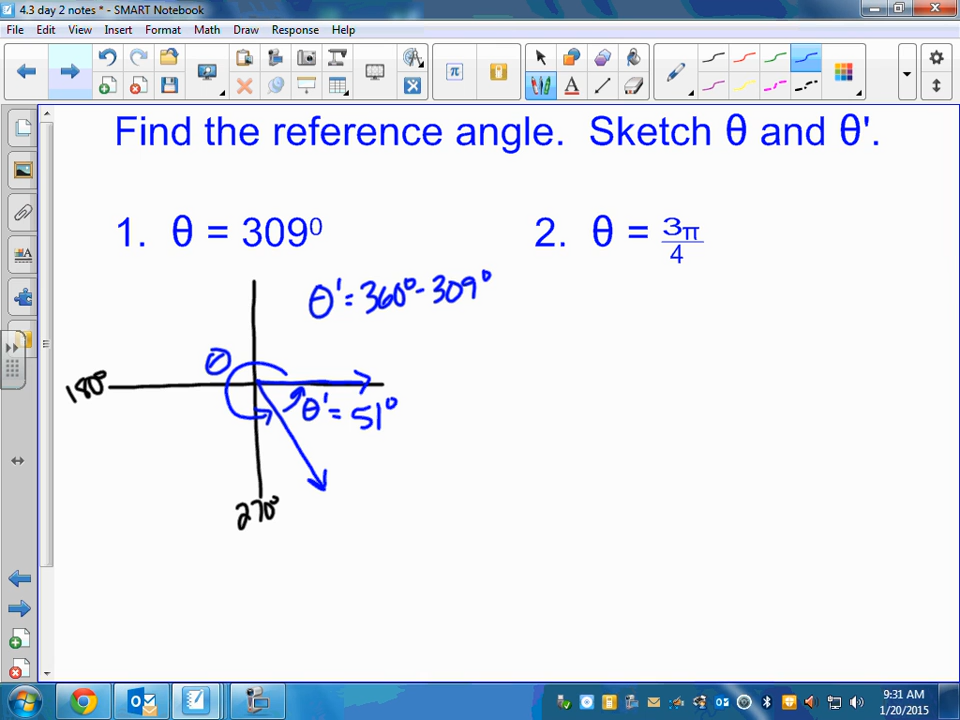 4.3 day 2 notes * - SMART Notebook
File Edit View Insert Format Math Draw Response Help
Find the reference angle. Sketch θ and θ'.
1. θ = 309⁰
2. θ = 3π/4
θ' = 360° - 309°
θ
180°
θ' = 51°
270°
9:31 AM
1/20/2015